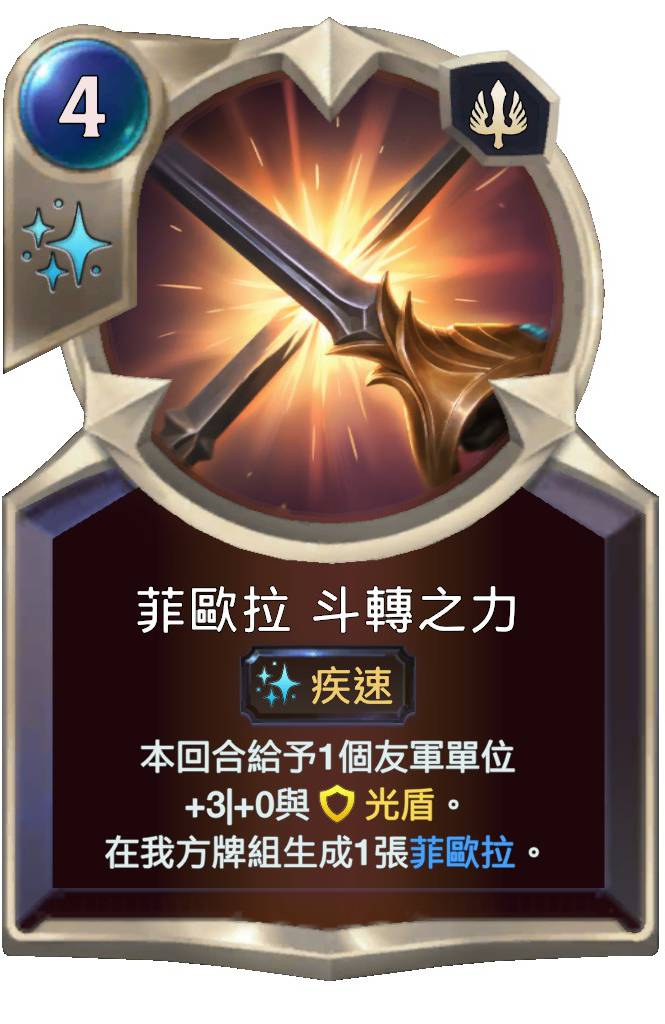 4
菲歐拉 斗轉之力
疾速
本回合給予1個友軍單位
+3|+0與 光盾。
在我方牌組生成1張菲歐拉。